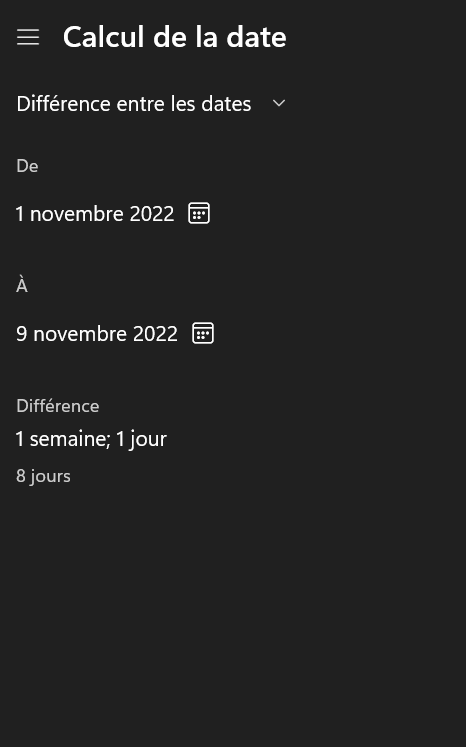 Calcul de la date
Différence entre les dates
De
1 novembre 2022
À
9 novembre 2022
Différence
1 semaine; 1 jour
8 jours